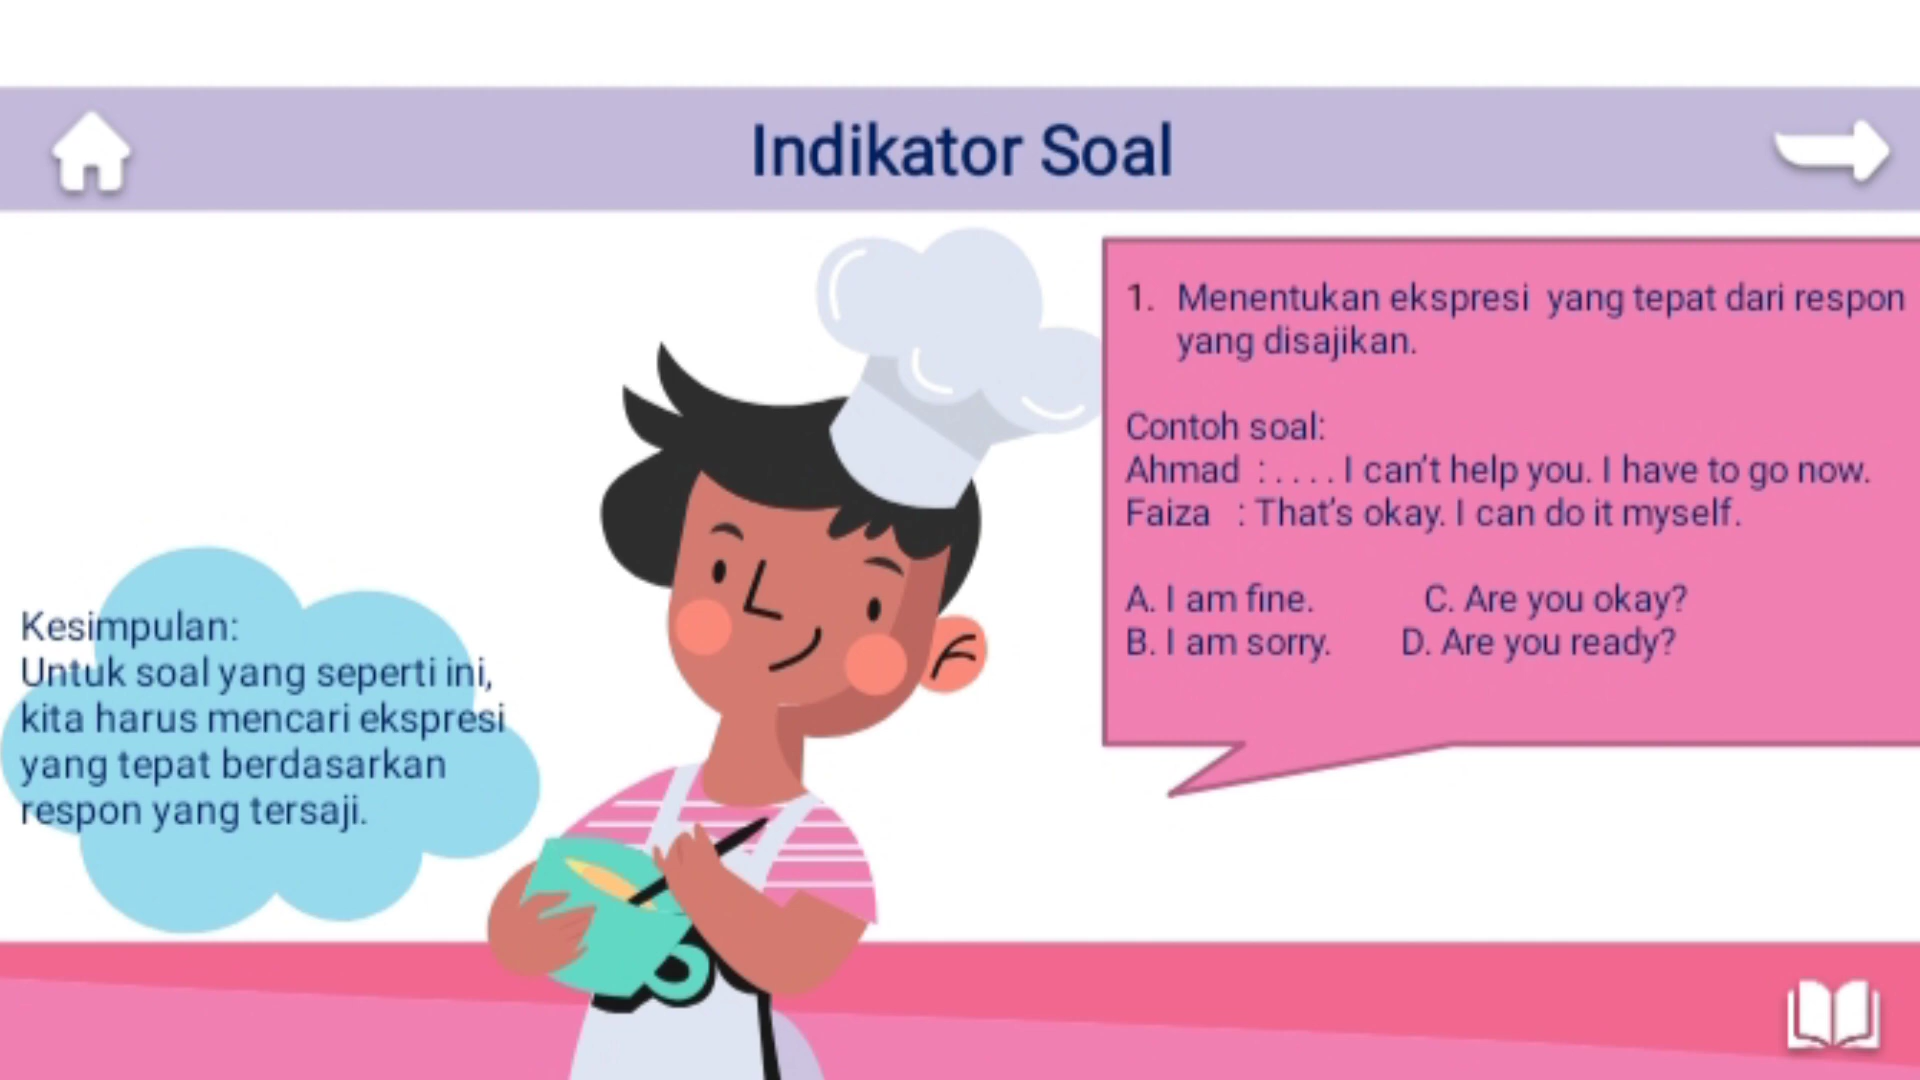 Indikator Soal
1. Menentukan ekspresi yang tepat dari respon
yang disajikan.
Contoh soal:
Ahmad : . . . . I can't help you. I have to go now.
Faiza : That's okay. I can do it myself.
A. I am fine. C. Are you okay?
B. I am sorry. D. Are you ready?
Kesimpulan:
Untuk soal yang seperti ini,
kita harus mencari ekspresi
yang tepat berdasarkan
respon yang tersaji.